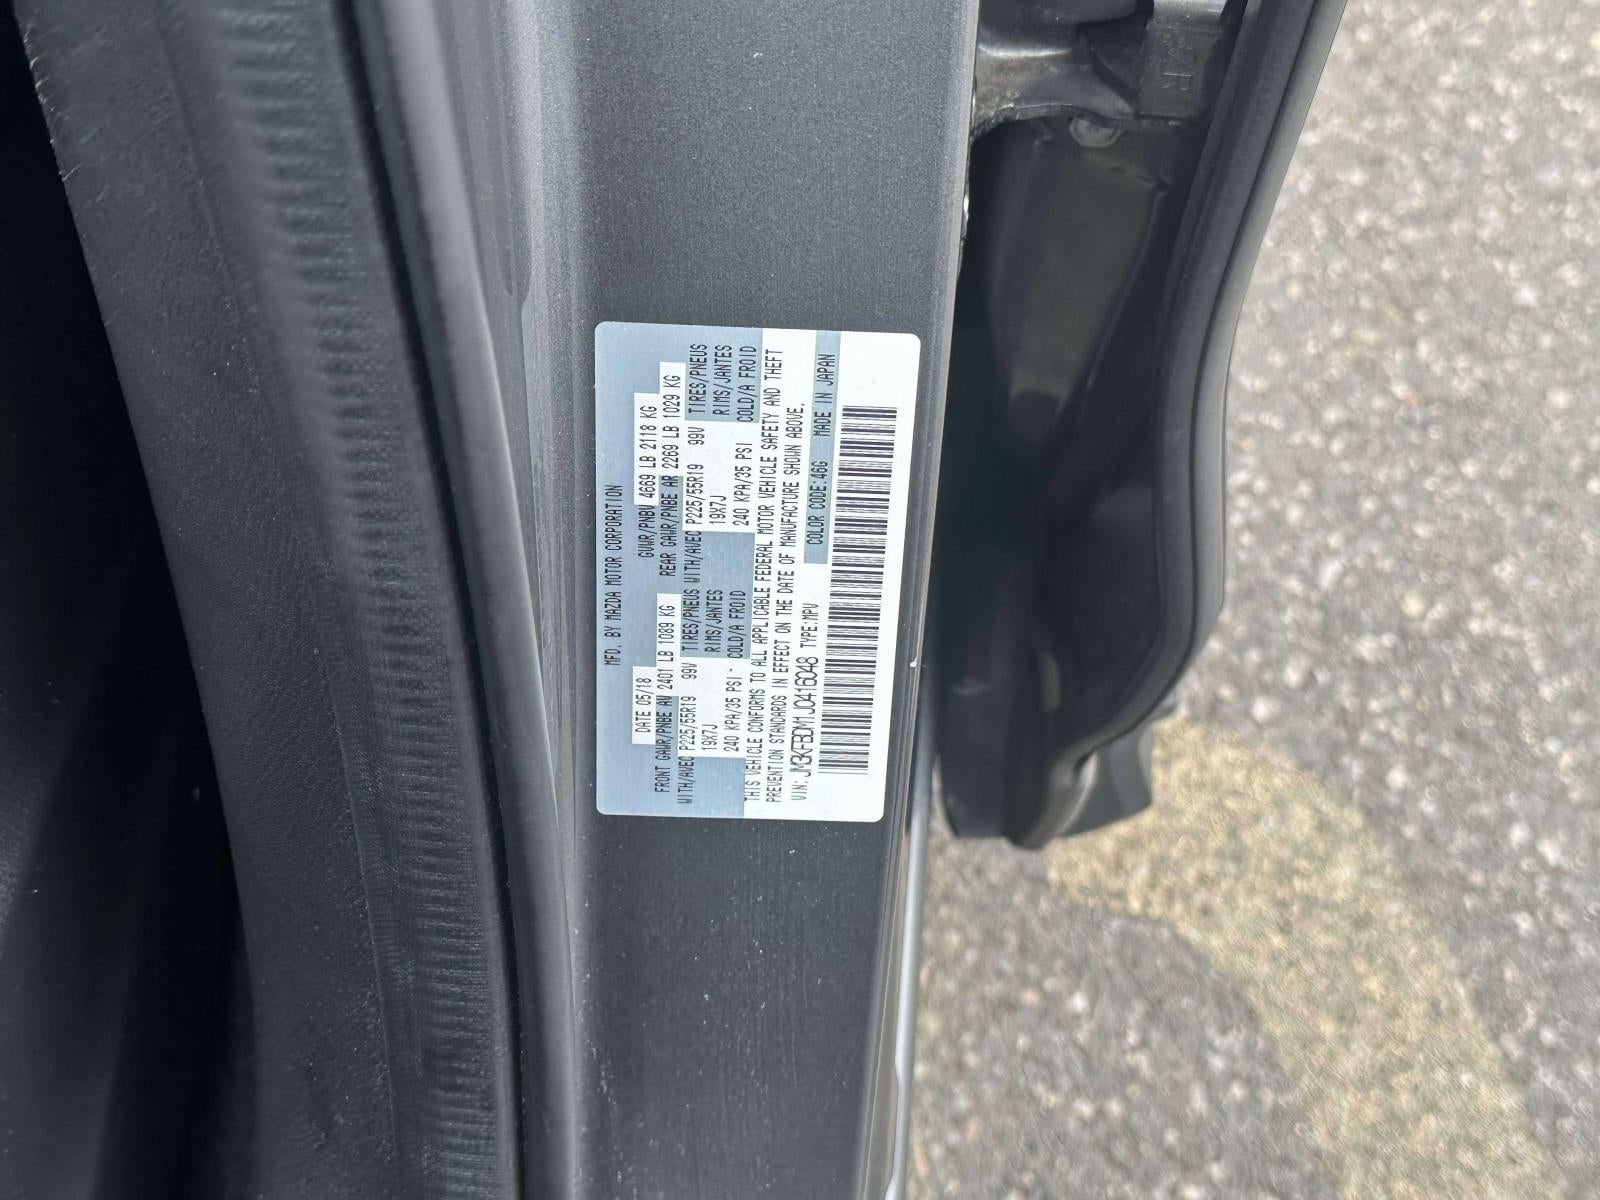 MFD. BY MAZDA MOTOR CORPORATION
DATE 05/18 GVWR/PNBV 4669 LB 2118 KG
FRONT GAWR/PNBE AV 2401 LB 1089 KG REAR GAWR/PNBE AR 2269 LB 1029 KG
WITH/AVEC P225/55R19 99V TIRES/PNEUS WITH/AVEC P225/55R19 99V TIRES/PNEUS
19X7J RIMS/JANTES 19X7J RIMS/JANTES
240 KPA/35 PSI - COLD/A FROID 240 KPA/35 PSI COLD/A FROID
THIS VEHICLE CONFORMS TO ALL APPLICABLE FEDERAL MOTOR VEHICLE SAFETY AND THEFT
PREVENTION STANDARDS IN EFFECT ON THE DATE OF MANUFACTURE SHOWN ABOVE.
VIN: JM3KFBDM1J0416048 TYPE:MPV COLOR CODE:46G MADE IN JAPAN